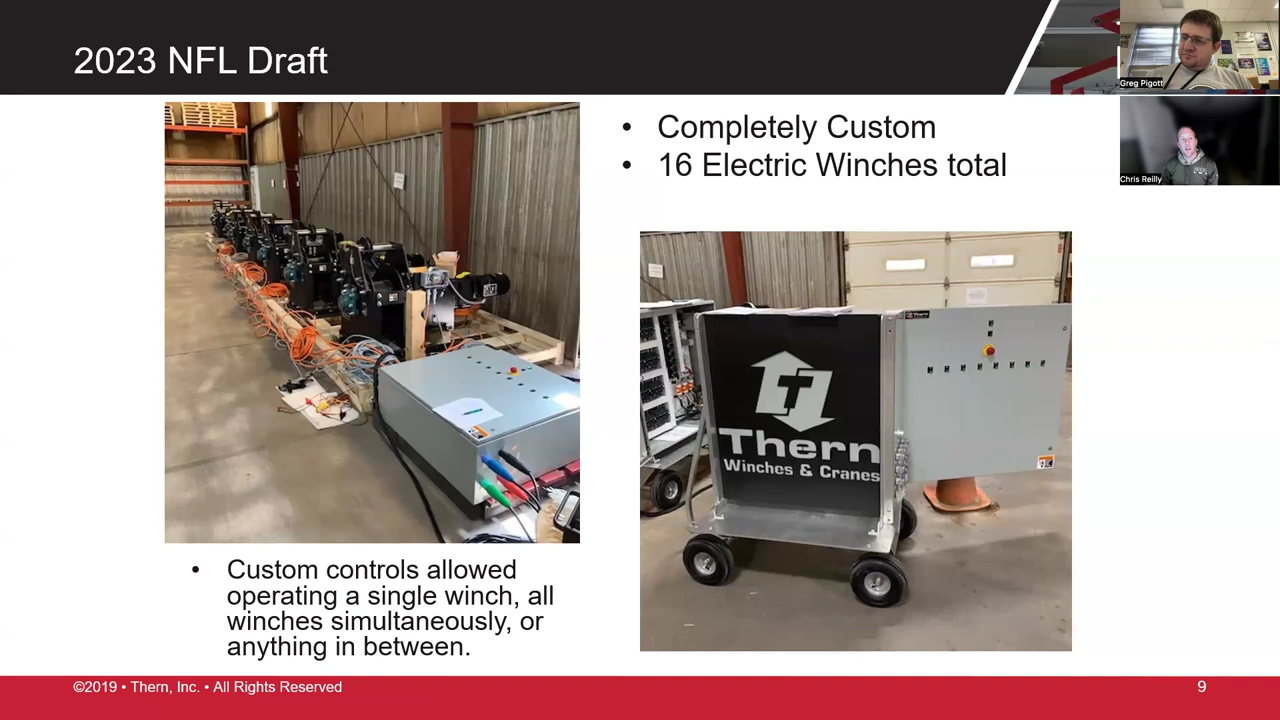 2023 NFL Draft
Greg Pigott
Chris Reilly
• Completely Custom
• 16 Electric Winches total
Thern
Thern
Winches & Cranes
• Custom controls allowed
operating a single winch, all
winches simultaneously, or
anything in between.
©2019 • Thern, Inc. • All Rights Reserved
9